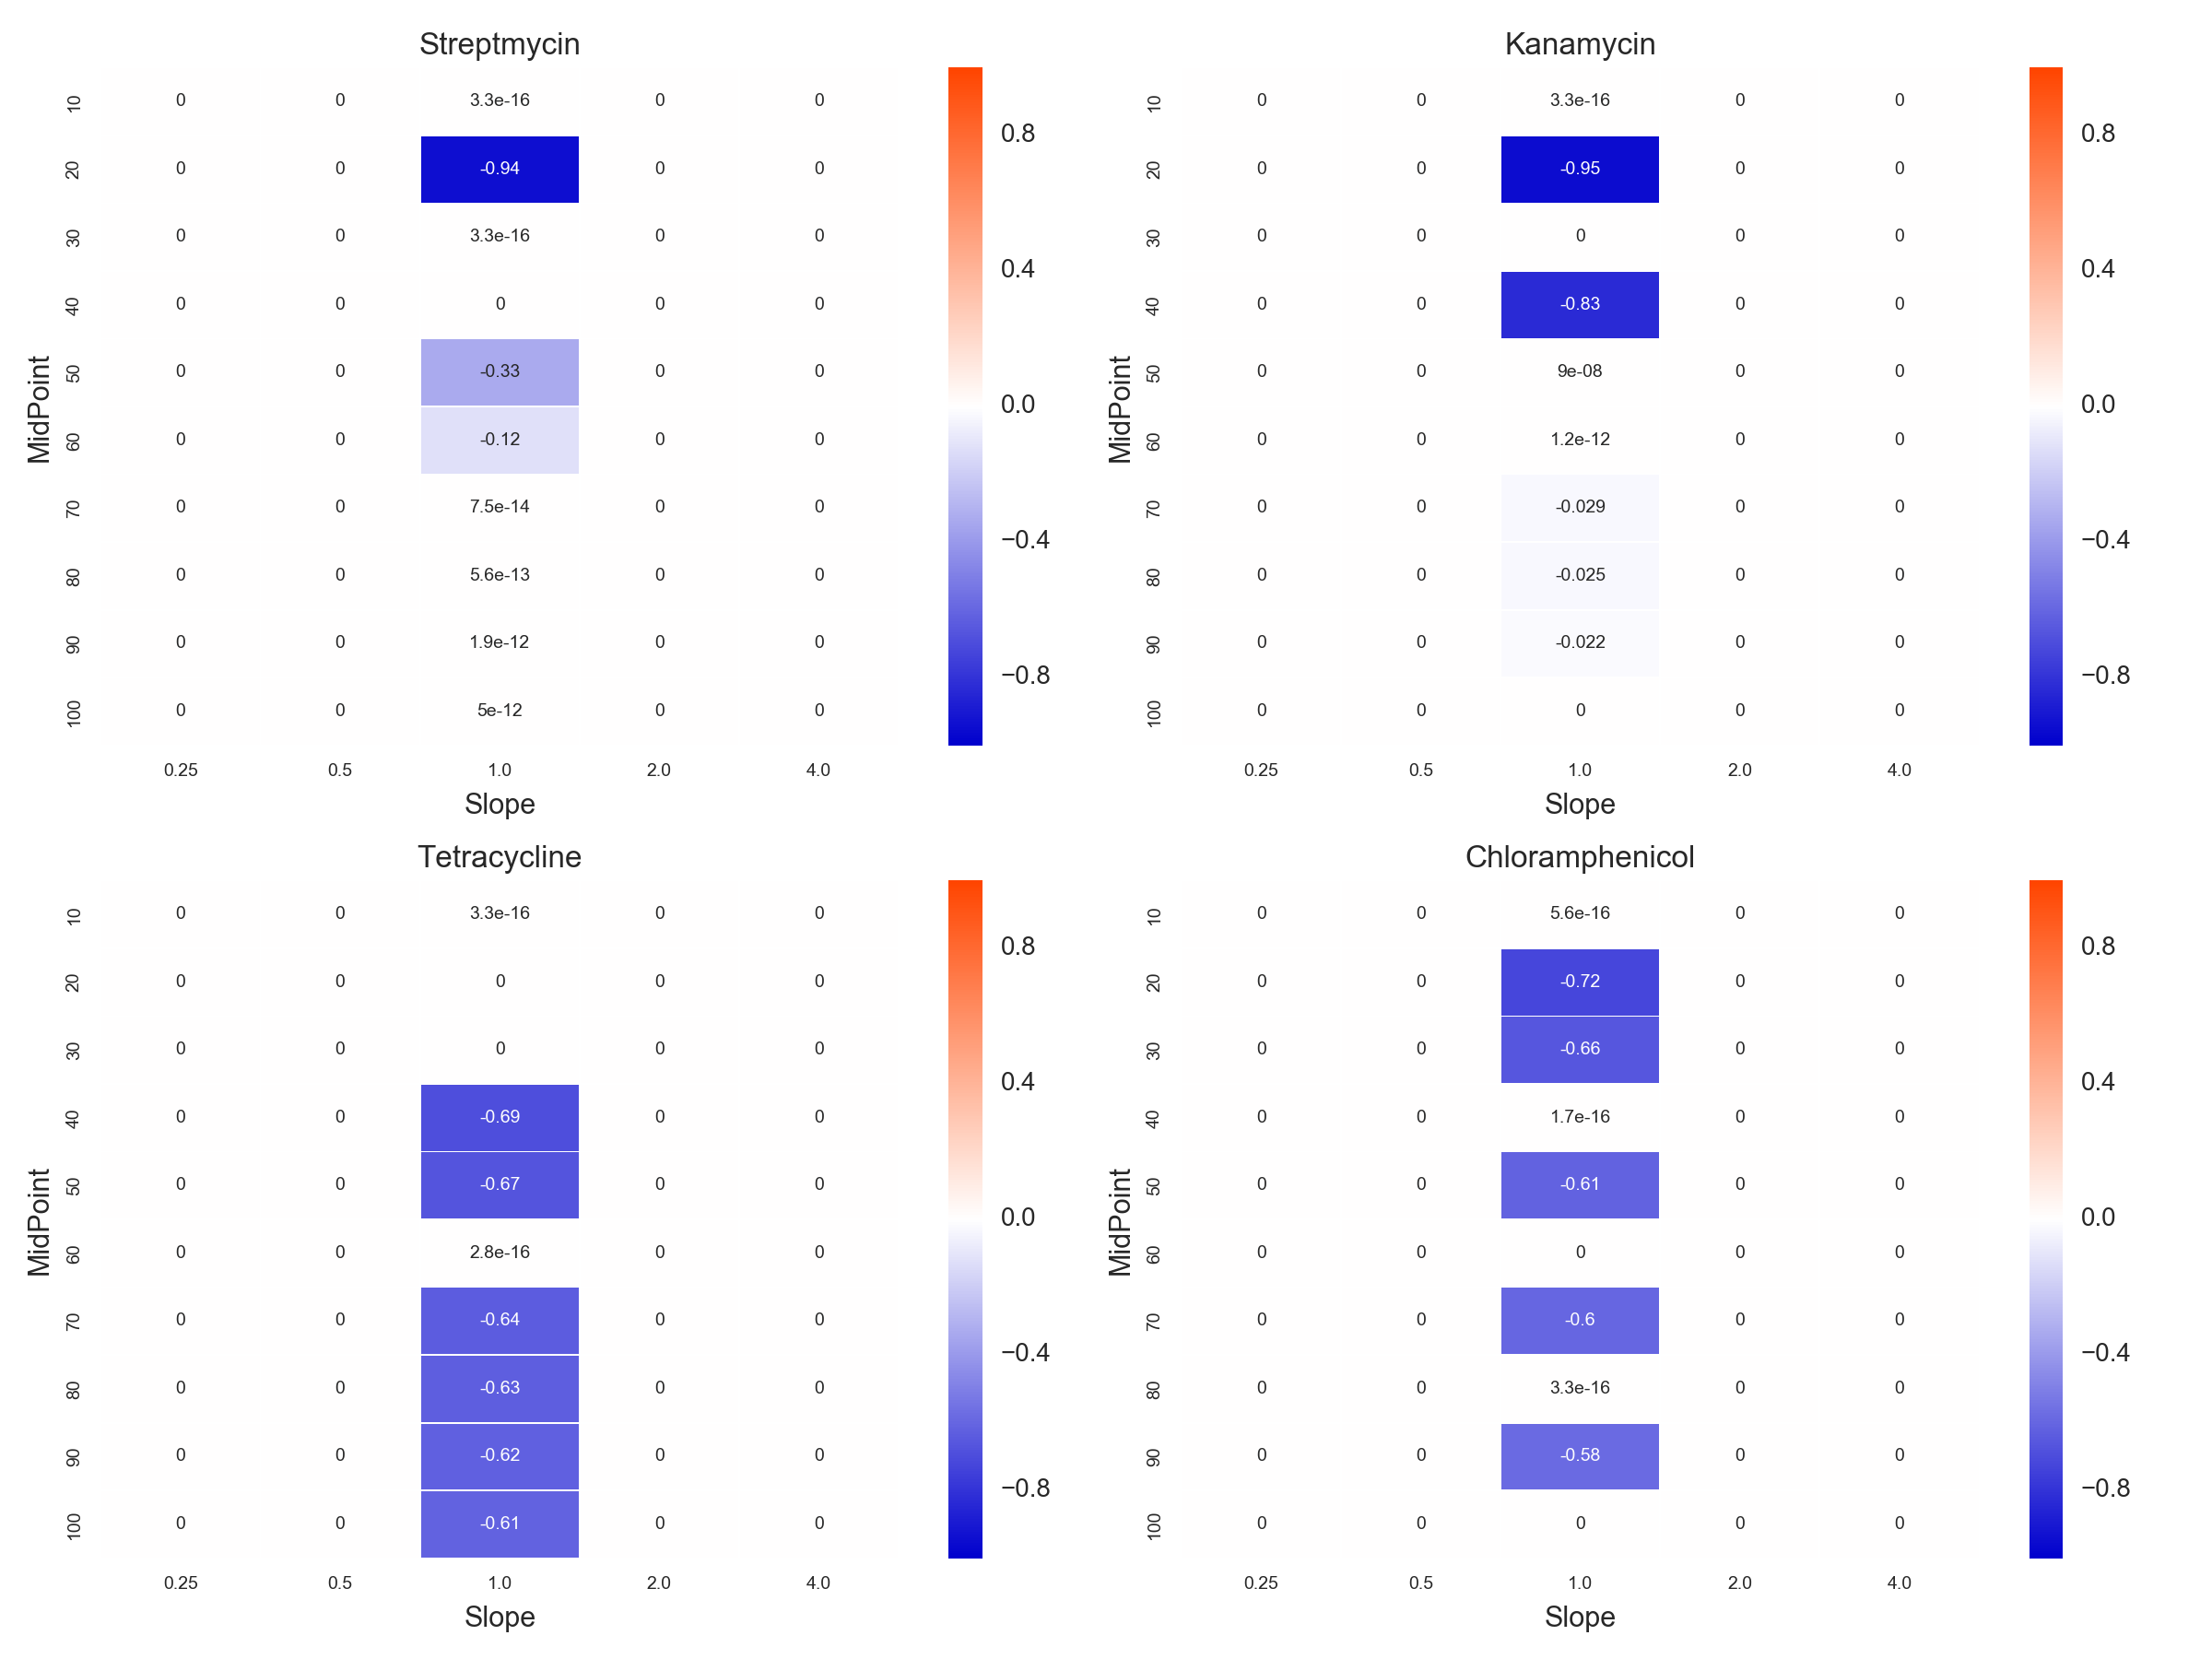 Streptmycin
10 0 0 3.3e-16 0 0
20 0 0 -0.94 0 0
30 0 0 3.3e-16 0 0
40 0 0 0 0 0
50 0 0 -0.33 0 0
60 0 0 -0.12 0 0
70 0 0 7.5e-14 0 0
80 0 0 5.6e-13 0 0
90 0 0 1.9e-12 0 0
100 0 0 5e-12 0 0
MidPoint
0.25 0.5 1.0 2.0 4.0
Slope
0.8
0.4
0.0
−0.4
−0.8
Kanamycin
10 0 0 3.3e-16 0 0
20 0 0 -0.95 0 0
30 0 0 0 0 0
40 0 0 -0.83 0 0
50 0 0 9e-08 0 0
60 0 0 1.2e-12 0 0
70 0 0 -0.029 0 0
80 0 0 -0.025 0 0
90 0 0 -0.022 0 0
100 0 0 0 0 0
MidPoint
0.25 0.5 1.0 2.0 4.0
Slope
0.8
0.4
0.0
−0.4
−0.8
Tetracycline
10 0 0 3.3e-16 0 0
20 0 0 0 0 0
30 0 0 0 0 0
40 0 0 -0.69 0 0
50 0 0 -0.67 0 0
60 0 0 2.8e-16 0 0
70 0 0 -0.64 0 0
80 0 0 -0.63 0 0
90 0 0 -0.62 0 0
100 0 0 -0.61 0 0
MidPoint
0.25 0.5 1.0 2.0 4.0
Slope
0.8
0.4
0.0
−0.4
−0.8
Chloramphenicol
10 0 0 5.6e-16 0 0
20 0 0 -0.72 0 0
30 0 0 -0.66 0 0
40 0 0 1.7e-16 0 0
50 0 0 -0.61 0 0
60 0 0 0 0 0
70 0 0 -0.6 0 0
80 0 0 3.3e-16 0 0
90 0 0 -0.58 0 0
100 0 0 0 0 0
MidPoint
0.25 0.5 1.0 2.0 4.0
Slope
0.8
0.4
0.0
−0.4
−0.8